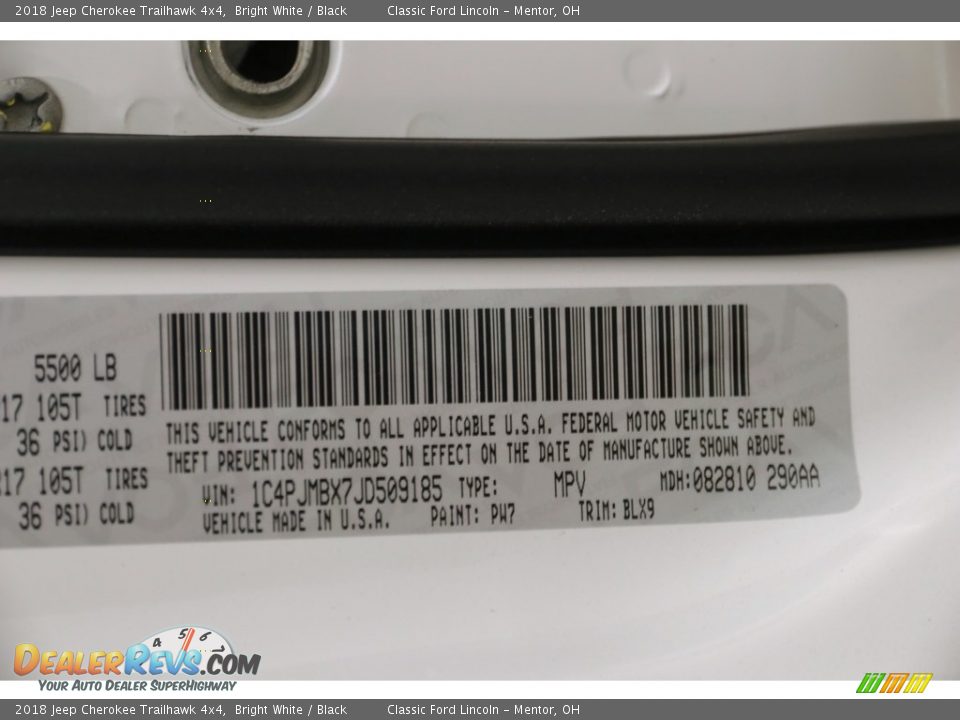 2018 Jeep Cherokee Trailhawk 4x4, Bright White / Black Classic Ford Lincoln - Mentor, OH
5500 LB
17 105T TIRES
36 PSI) COLD
17 105T TIRES
36 PSI) COLD
THIS VEHICLE CONFORMS TO ALL APPLICABLE U.S.A. FEDERAL MOTOR VEHICLE SAFETY AND
THEFT PREVENTION STANDARDS IN EFFECT ON THE DATE OF MANUFACTURE SHOWN ABOVE.
VIN: 1C4PJMBX7JD509185 TYPE: MPV MDH:082810 290AA
VEHICLE MADE IN U.S.A. PAINT: PW7 TRIM: BLX9
4 5 6
DealerRevs.com
Your Auto Dealer SuperHighway
2018 Jeep Cherokee Trailhawk 4x4, Bright White / Black Classic Ford Lincoln - Mentor, OH